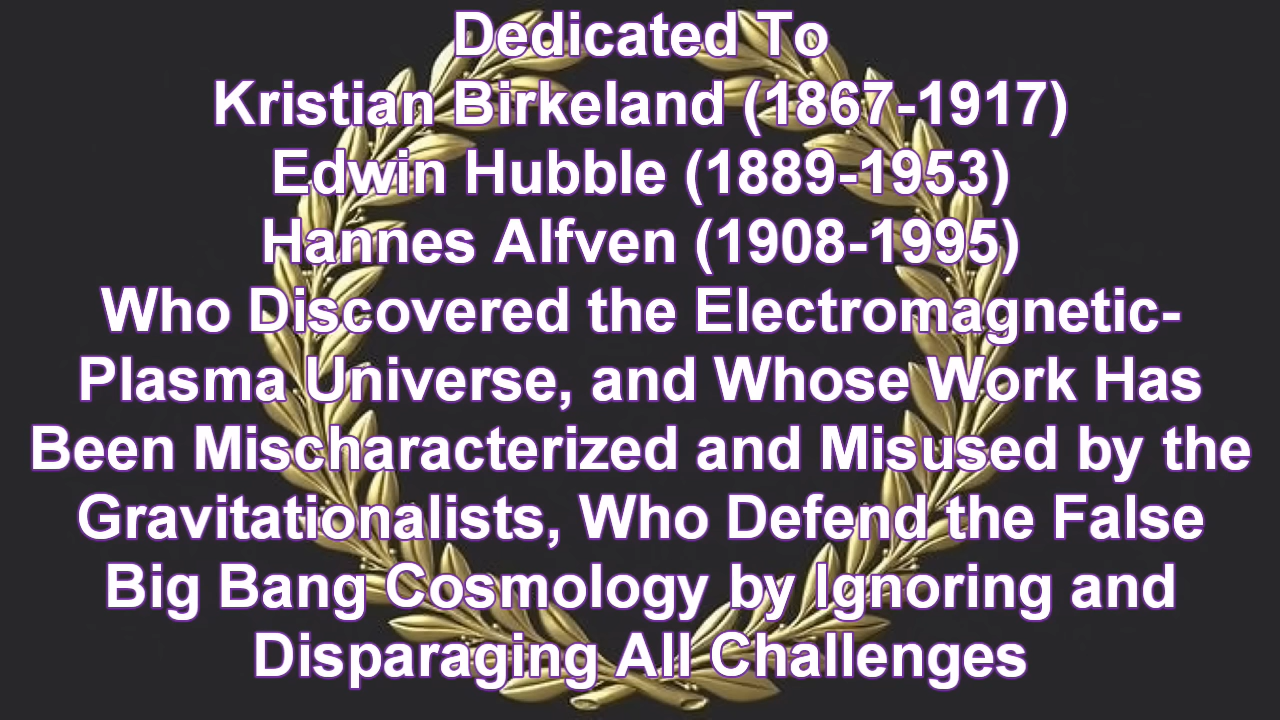 Dedicated To
Kristian Birkeland (1867-1917)
Edwin Hubble (1889-1953)
Hannes Alfven (1908-1995)
Who Discovered the Electromagnetic-
Plasma Universe, and Whose Work Has
Been Mischaracterized and Misused by the
Gravitationalists, Who Defend the False
Big Bang Cosmology by Ignoring and
Disparaging All Challenges